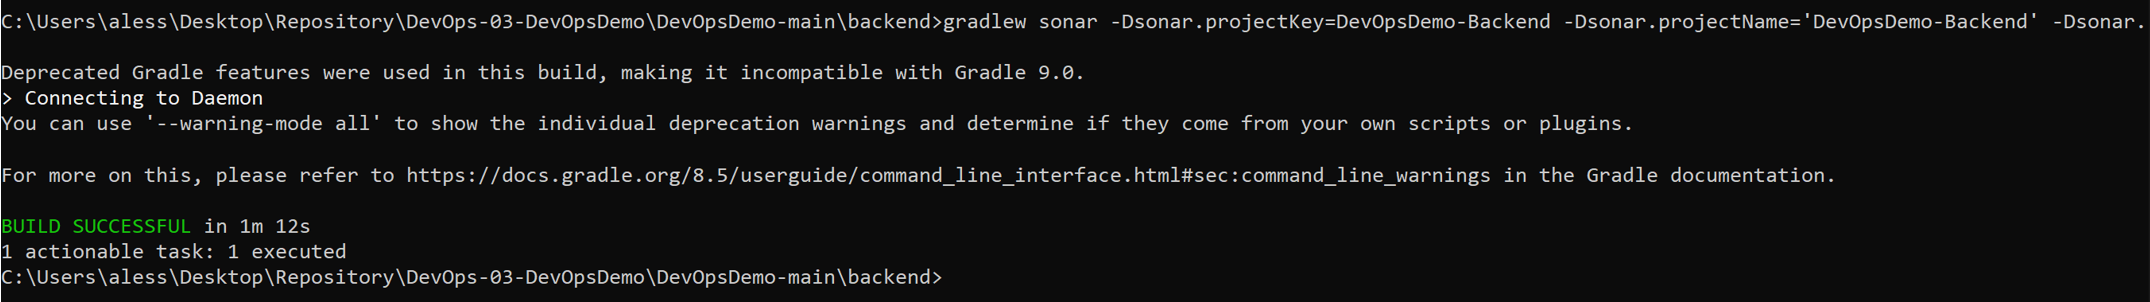 C:\Users\aless\Desktop\Repository\DevOps-03-DevOpsDemo\DevOpsDemo-main\backend>gradlew sonar -Dsonar.projectKey=DevOpsDemo-Backend -Dsonar.projectName='DevOpsDemo-Backend' -Dsonar.
Deprecated Gradle features were used in this build, making it incompatible with Gradle 9.0.
> Connecting to Daemon
You can use '--warning-mode all' to show the individual deprecation warnings and determine if they come from your own scripts or plugins.
For more on this, please refer to https://docs.gradle.org/8.5/userguide/command_line_interface.html#sec:command_line_warnings in the Gradle documentation.
BUILD SUCCESSFUL in 1m 12s
1 actionable task: 1 executed
C:\Users\aless\Desktop\Repository\DevOps-03-DevOpsDemo\DevOpsDemo-main\backend>